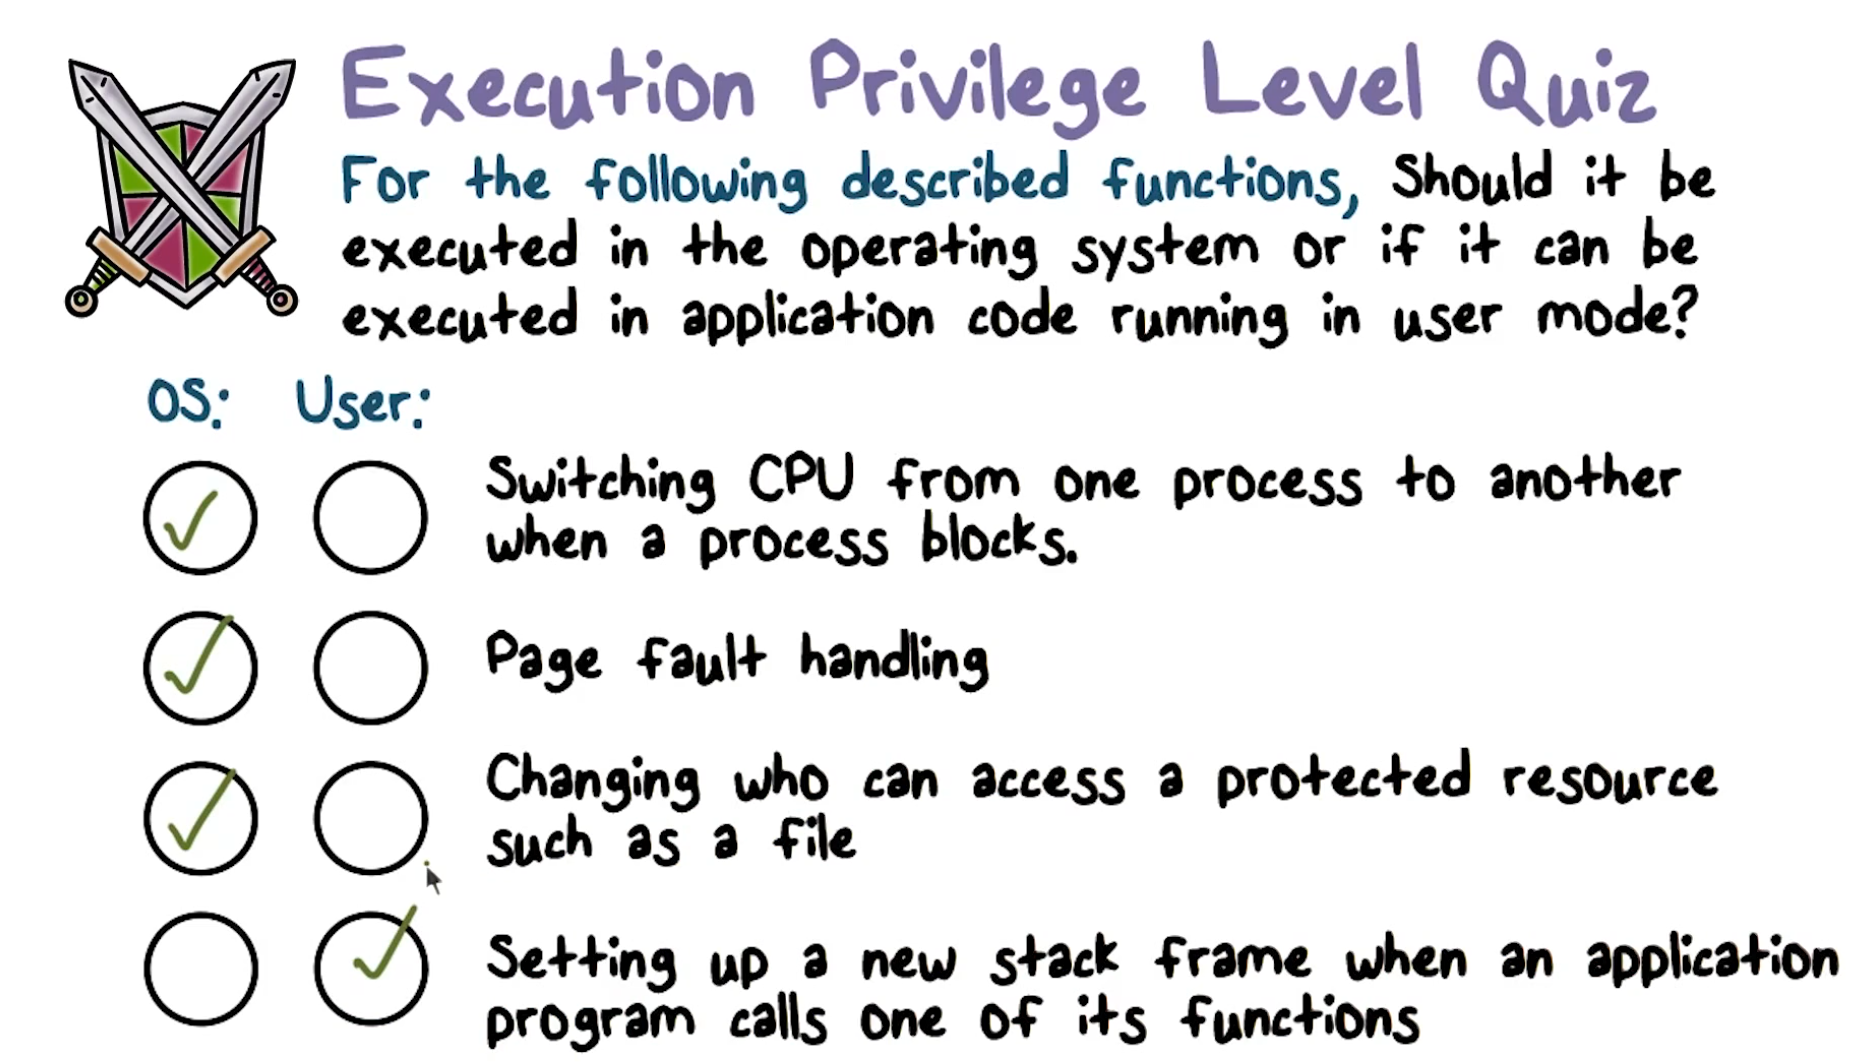 Execution Privilege Level Quiz
For the following described functions, Should it be
executed in the operating system or if it can be
executed in application code running in user mode?
OS: User:
Switching CPU from one process to another
when a process blocks.
Page fault handling
Changing who can access a protected resource
such as a file
Setting up a new stack frame when an application
program calls one of its functions